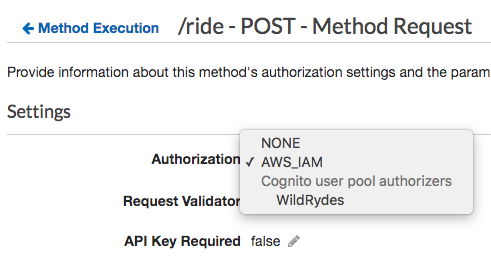 ← Method Execution /ride - POST - Method Request
Provide information about this method's authorization settings and the param
Settings
Authorization
NONE
✓ AWS_IAM
Cognito user pool authorizers
WildRydes
Request Validator
API Key Required false